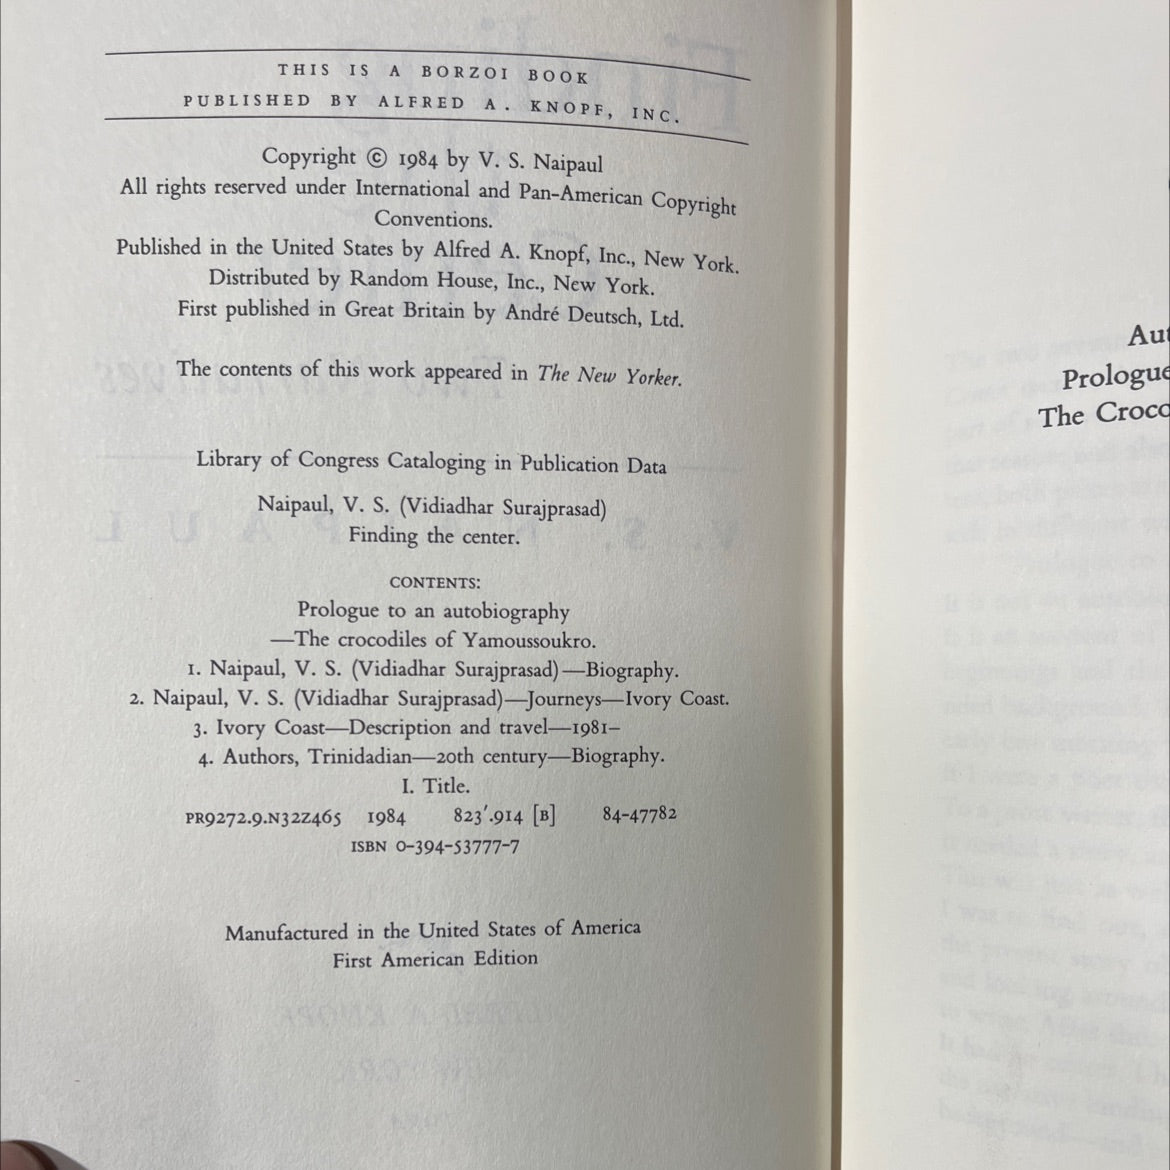 THIS IS A BORZOI BOOK
PUBLISHED BY ALFRED A. KNOPF, INC.
Copyright © 1984 by V. S. Naipaul
All rights reserved under International and Pan-American Copyright
Conventions.
Published in the United States by Alfred A. Knopf, Inc., New York.
Distributed by Random House, Inc., New York.
First published in Great Britain by André Deutsch, Ltd.
The contents of this work appeared in The New Yorker.
Library of Congress Cataloging in Publication Data
Naipaul, V. S. (Vidiadhar Surajprasad)
Finding the center.
CONTENTS:
Prologue to an autobiography
—The crocodiles of Yamoussoukro.
1. Naipaul, V. S. (Vidiadhar Surajprasad)—Biography.
2. Naipaul, V. S. (Vidiadhar Surajprasad)—Journeys—Ivory Coast.
3. Ivory Coast—Description and travel—1981–
4. Authors, Trinidadian—20th century—Biography.
I. Title.
PR9272.9.N32Z465 1984 823′.914 [B] 84-47782
ISBN 0-394-53777-7
Manufactured in the United States of America
First American Edition
Aut
Prologue
The Croco